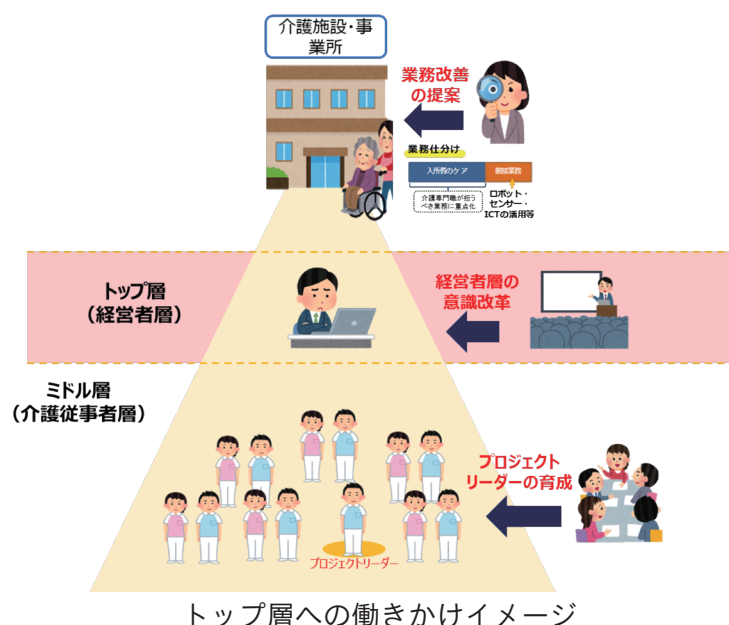 介護施設・事
業所
業務改善
の提案
業務仕分け
入所者のケア
間接業務
介護専門職が担う
べき業務に重点化
ロボット・
センサー・
ICTの活用等
トップ層
（経営者層）
経営者層の
意識改革
ミドル層
（介護従事者層）
プロジェクト
リーダーの育成
プロジェクトリーダー
トップ層への働きかけイメージ